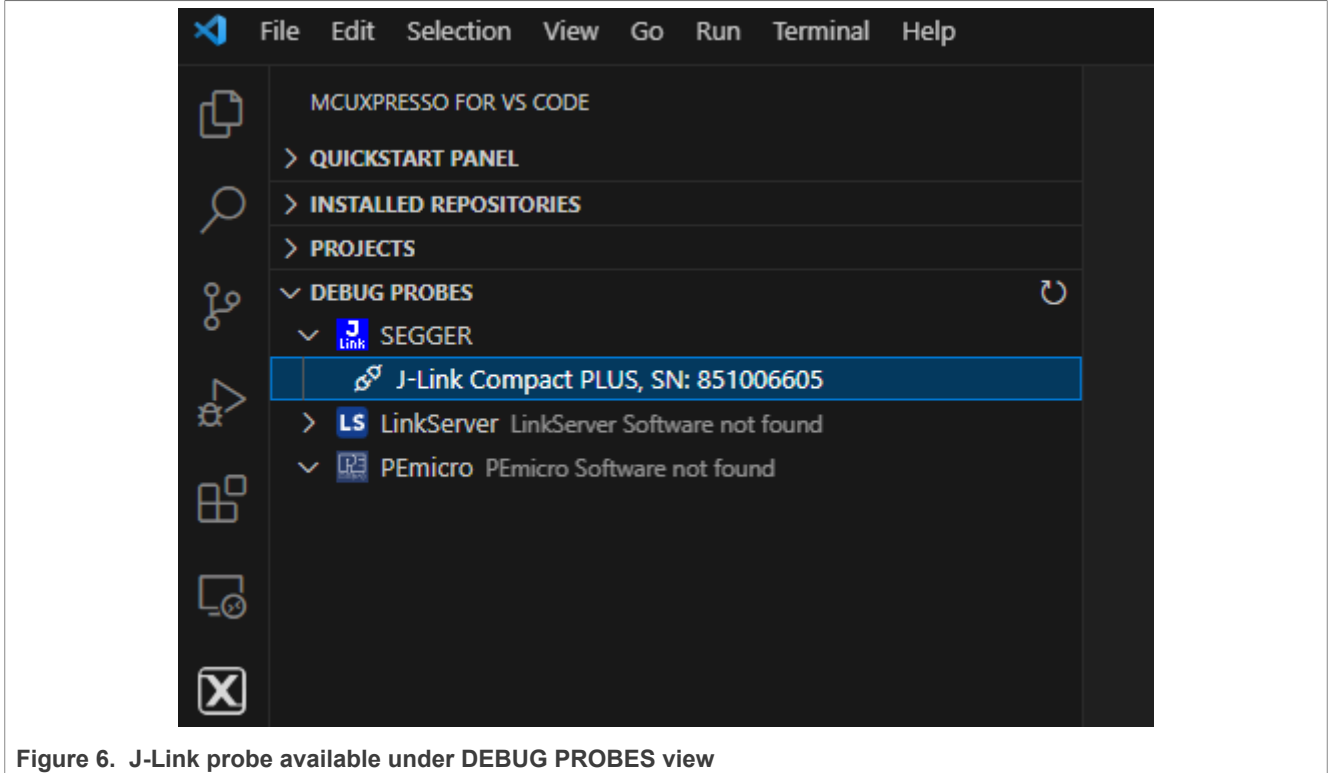 File Edit Selection View Go Run Terminal Help
MCUXPRESSO FOR VS CODE
QUICKSTART PANEL
INSTALLED REPOSITORIES
PROJECTS
DEBUG PROBES
J Link SEGGER
J-Link Compact PLUS, SN: 851006605
LS LinkServer LinkServer Software not found
PEmicro PEmicro Software not found
X
Figure 6. J-Link probe available under DEBUG PROBES view